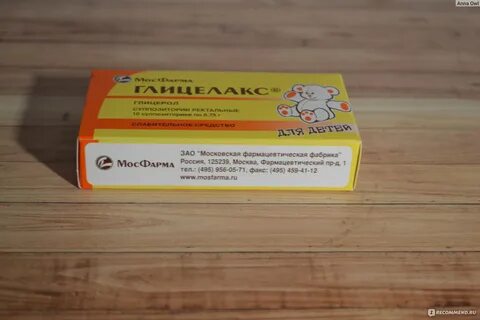 Anna Owl
МосФарма
ГЛИЦЕЛАКС®
ГЛИЦЕРОЛ
СУППОЗИТОРИИ РЕКТАЛЬНЫЕ
10 суппозиториев по 0,75 г
СЛАБИТЕЛЬНОЕ СРЕДСТВО
ДЛЯ ДЕТЕЙ
МосФарма
ЗАО "Московская фармацевтическая фабрика"
Россия, 125239, Москва, Фармацевтический пр-д, 1
тел.: (495) 956-05-71, факс: (495) 459-41-12
www.mosfarma.ru
RECOMMEND.RU